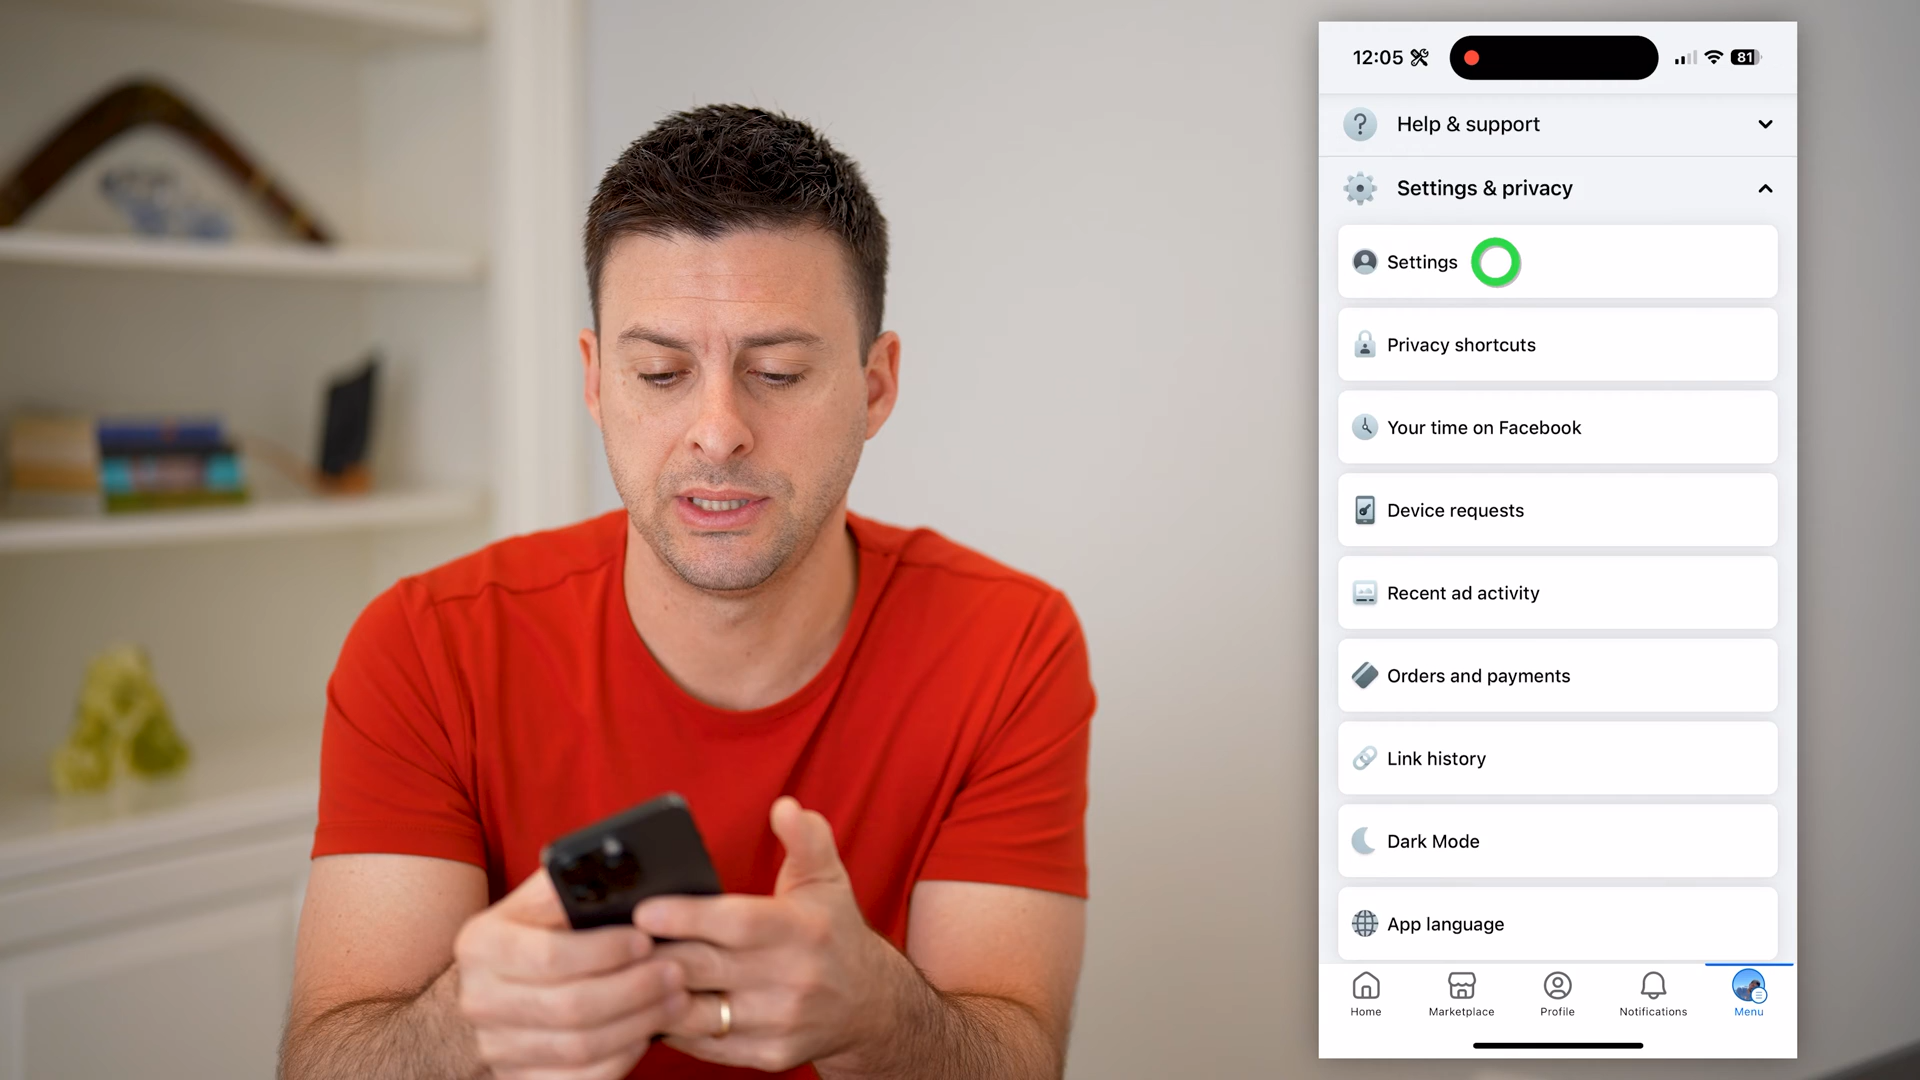 12:05
81
Help & support
Settings & privacy
Settings
Privacy shortcuts
Your time on Facebook
Device requests
Recent ad activity
Orders and payments
Link history
Dark Mode
App language
Home
Marketplace
Profile
Notifications
Menu